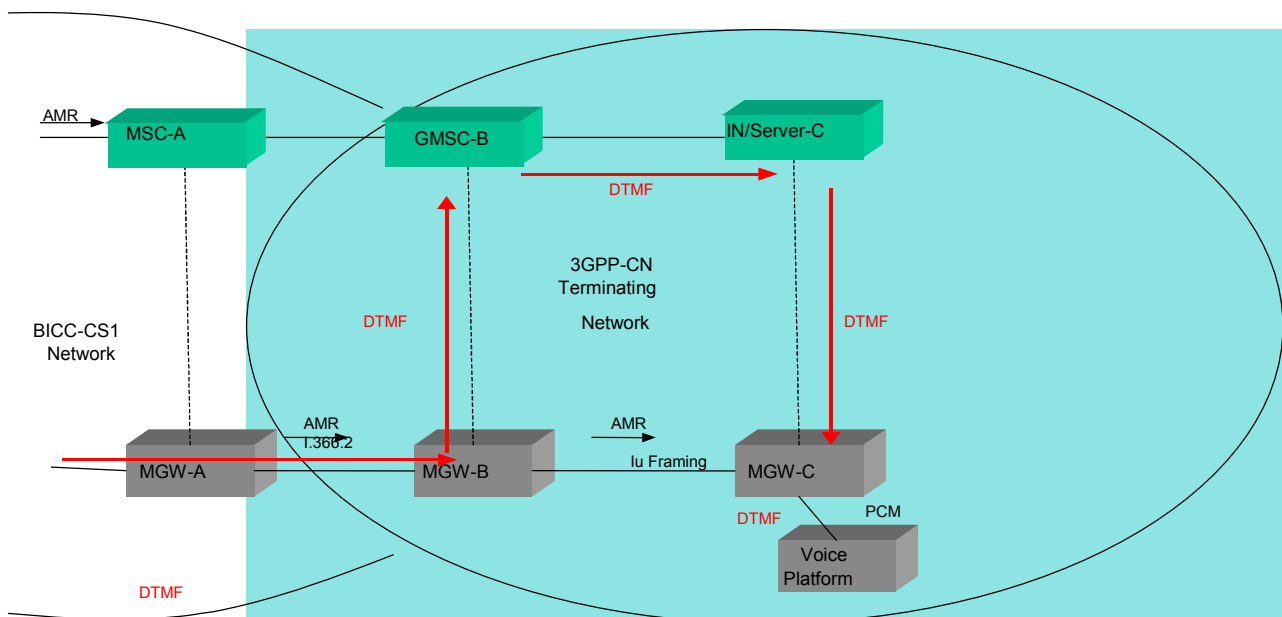 AMR
MSC-A
GMSC-B
IN/Server-C
DTMF
3GPP-CN
Terminating
Network
BICC-CS1
Network
DTMF
DTMF
AMR
I.366.2
AMR
MGW-A
MGW-B
Iu Framing
MGW-C
DTMF
PCM
Voice
Platform
DTMF